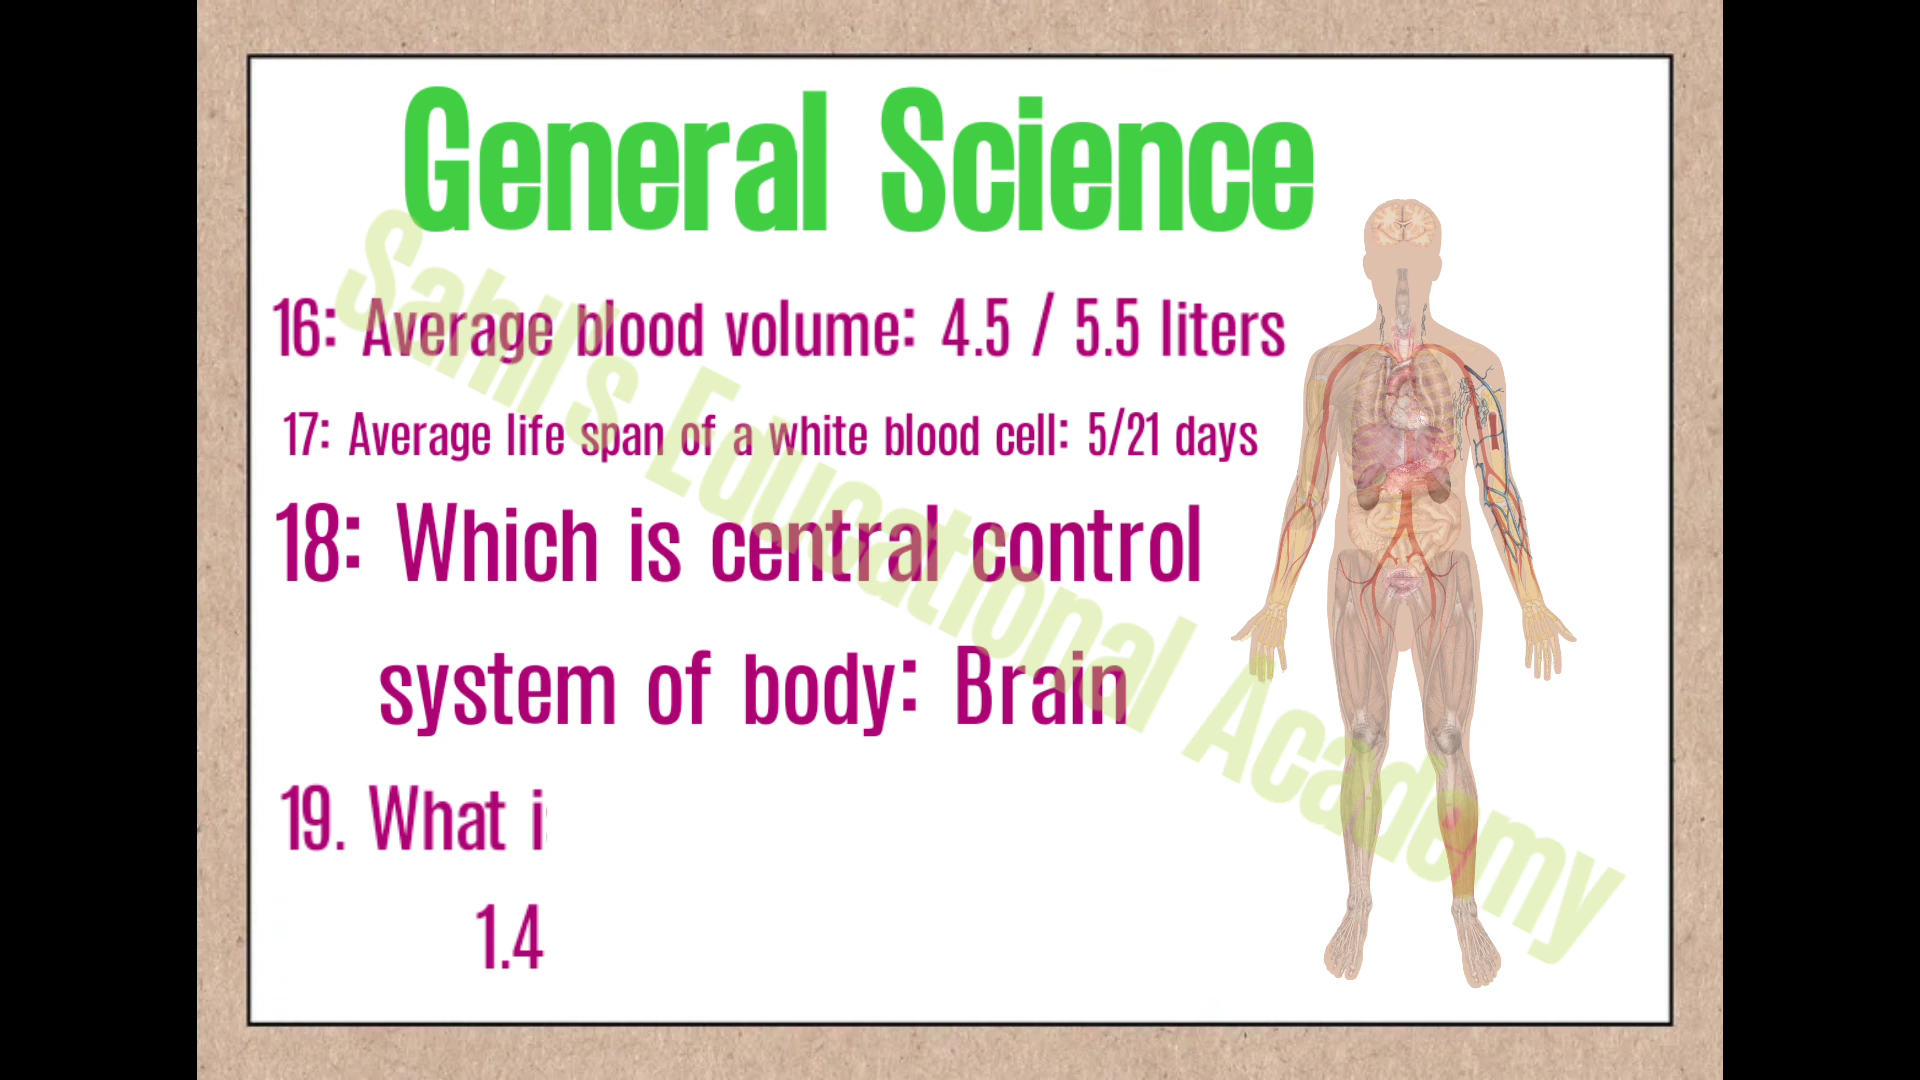 General Science
16: Average blood volume: 4.5 / 5.5 liters
17: Average life span of a white blood cell: 5/21 days
18: Which is central control
system of body: Brain
19. What i
1.4
Sahil's Educational Academy